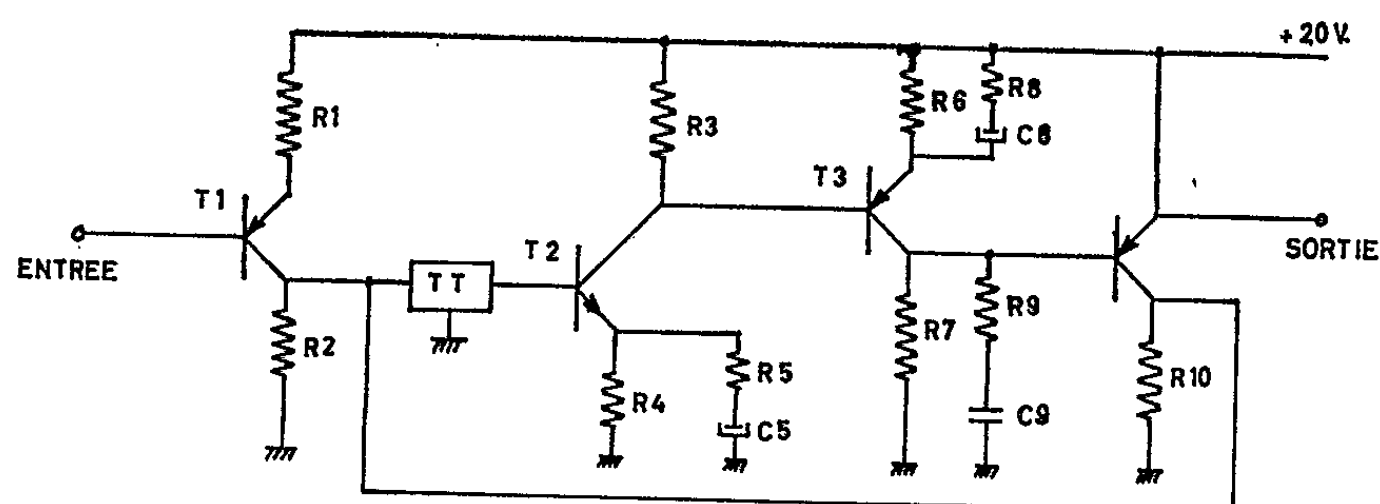 +20V.
R1
R3
R6
R8
C8
T1
T3
ENTREE
T2
SORTIE
TT
R2
R4
R5
C5
R7
R9
C9
R10